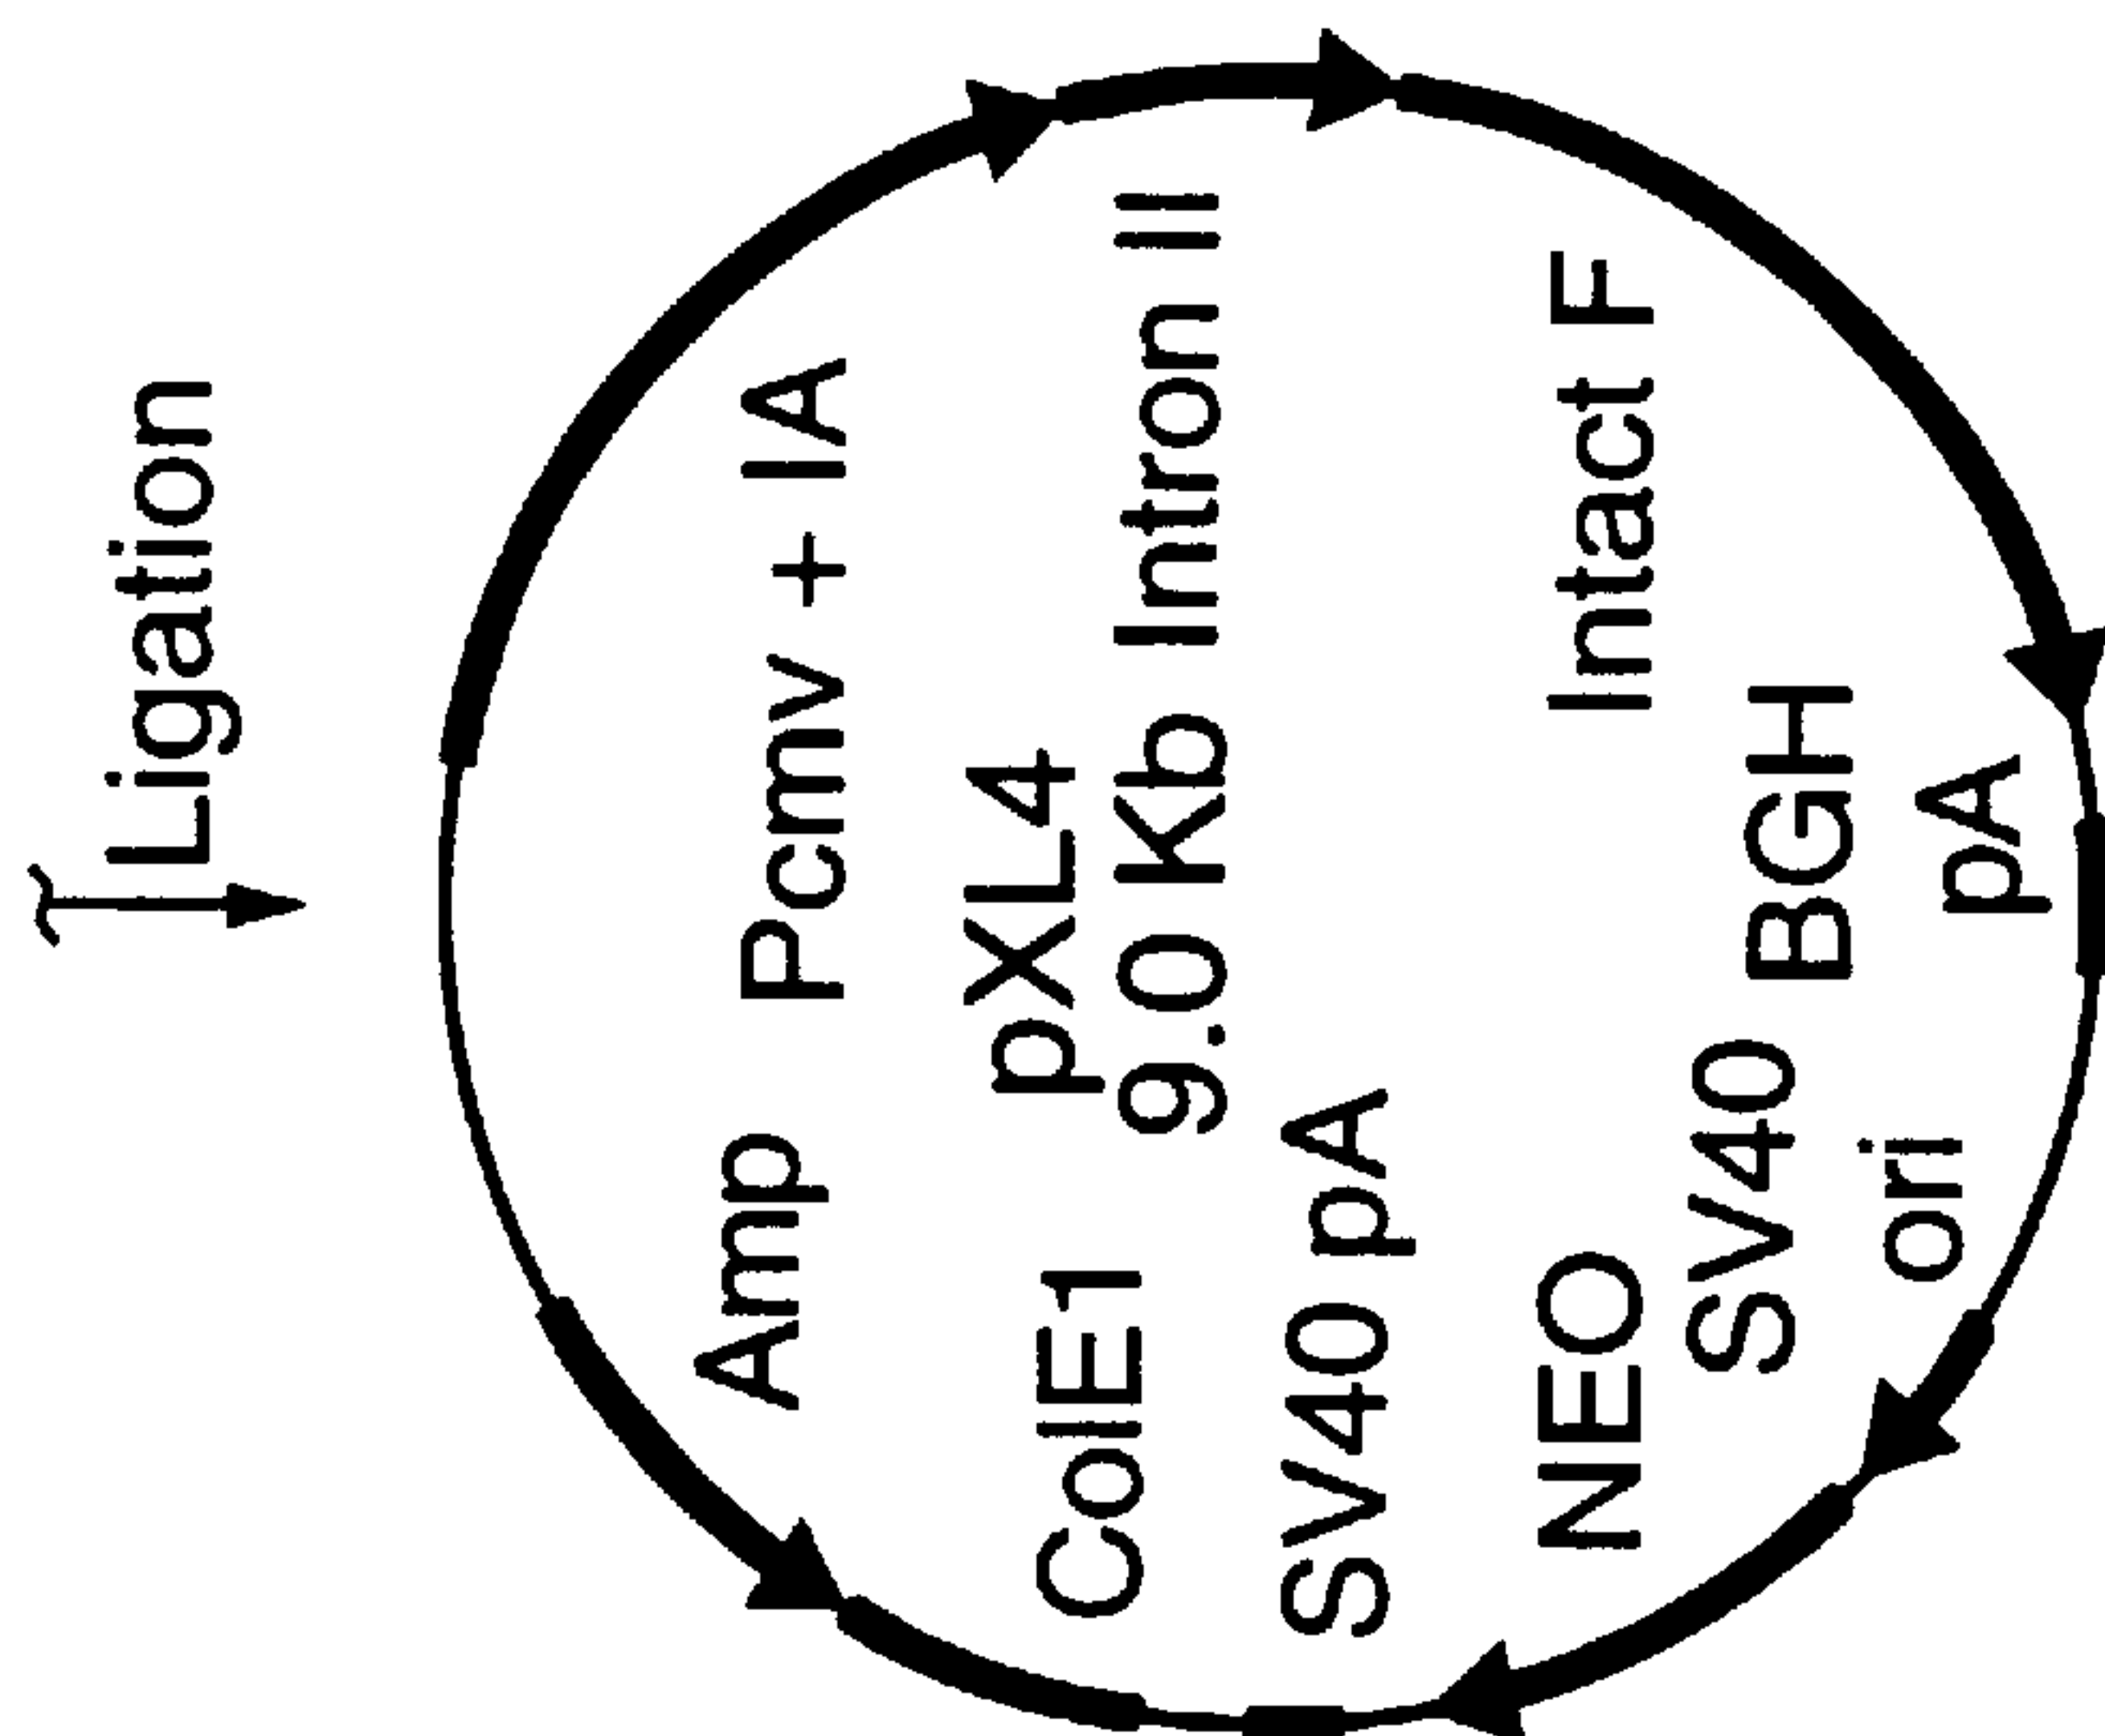 Ligation
Amp
Pcmv + IA
pXL4
9.0 Kb
Intron II
ColE1
SV40 pA
NEO
Intact F
SV40
ori
BGH
pA